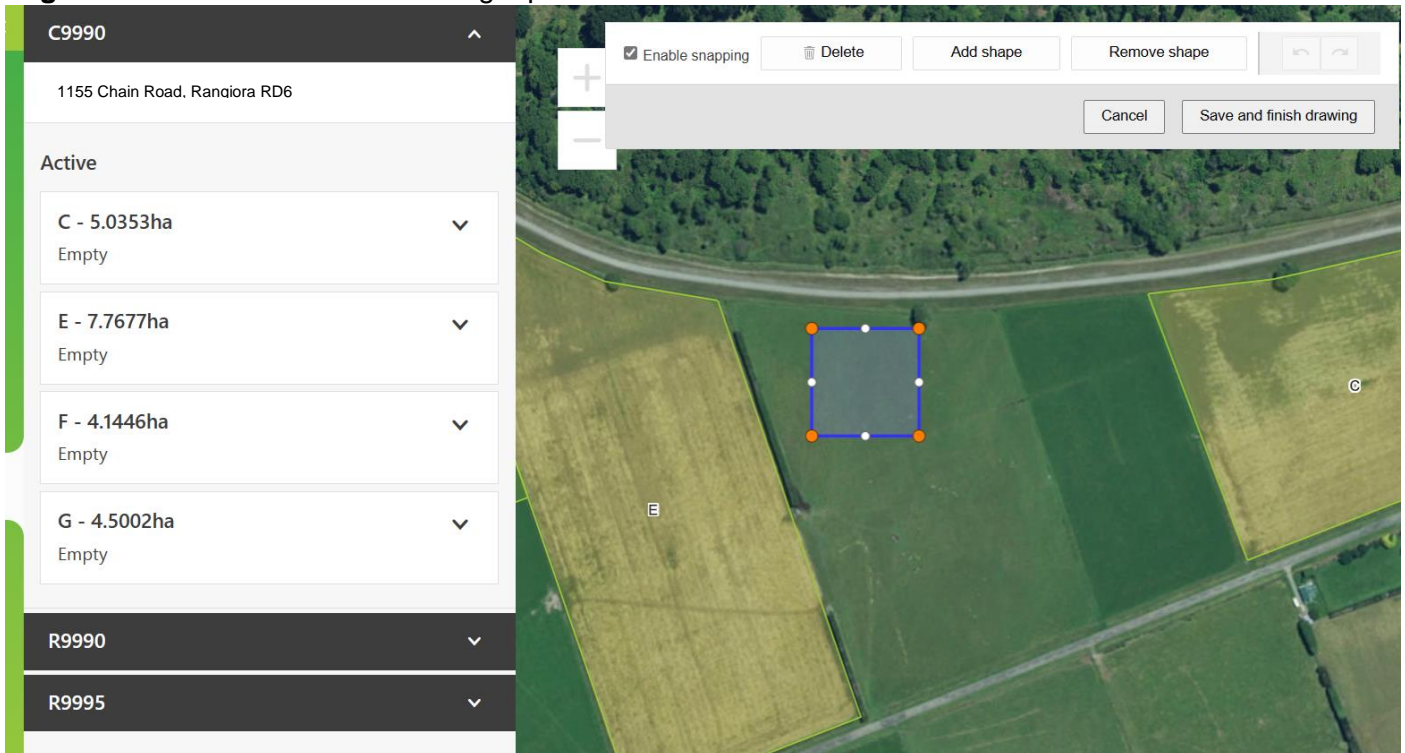 C9990
1155 Chain Road, Rangiora RD6
Active
C - 5.0353ha
Empty
E - 7.7677ha
Empty
F - 4.1446ha
Empty
G - 4.5002ha
Empty
R9990
R9995
Enable snapping Delete Add shape Remove shape
Cancel Save and finish drawing
E
C